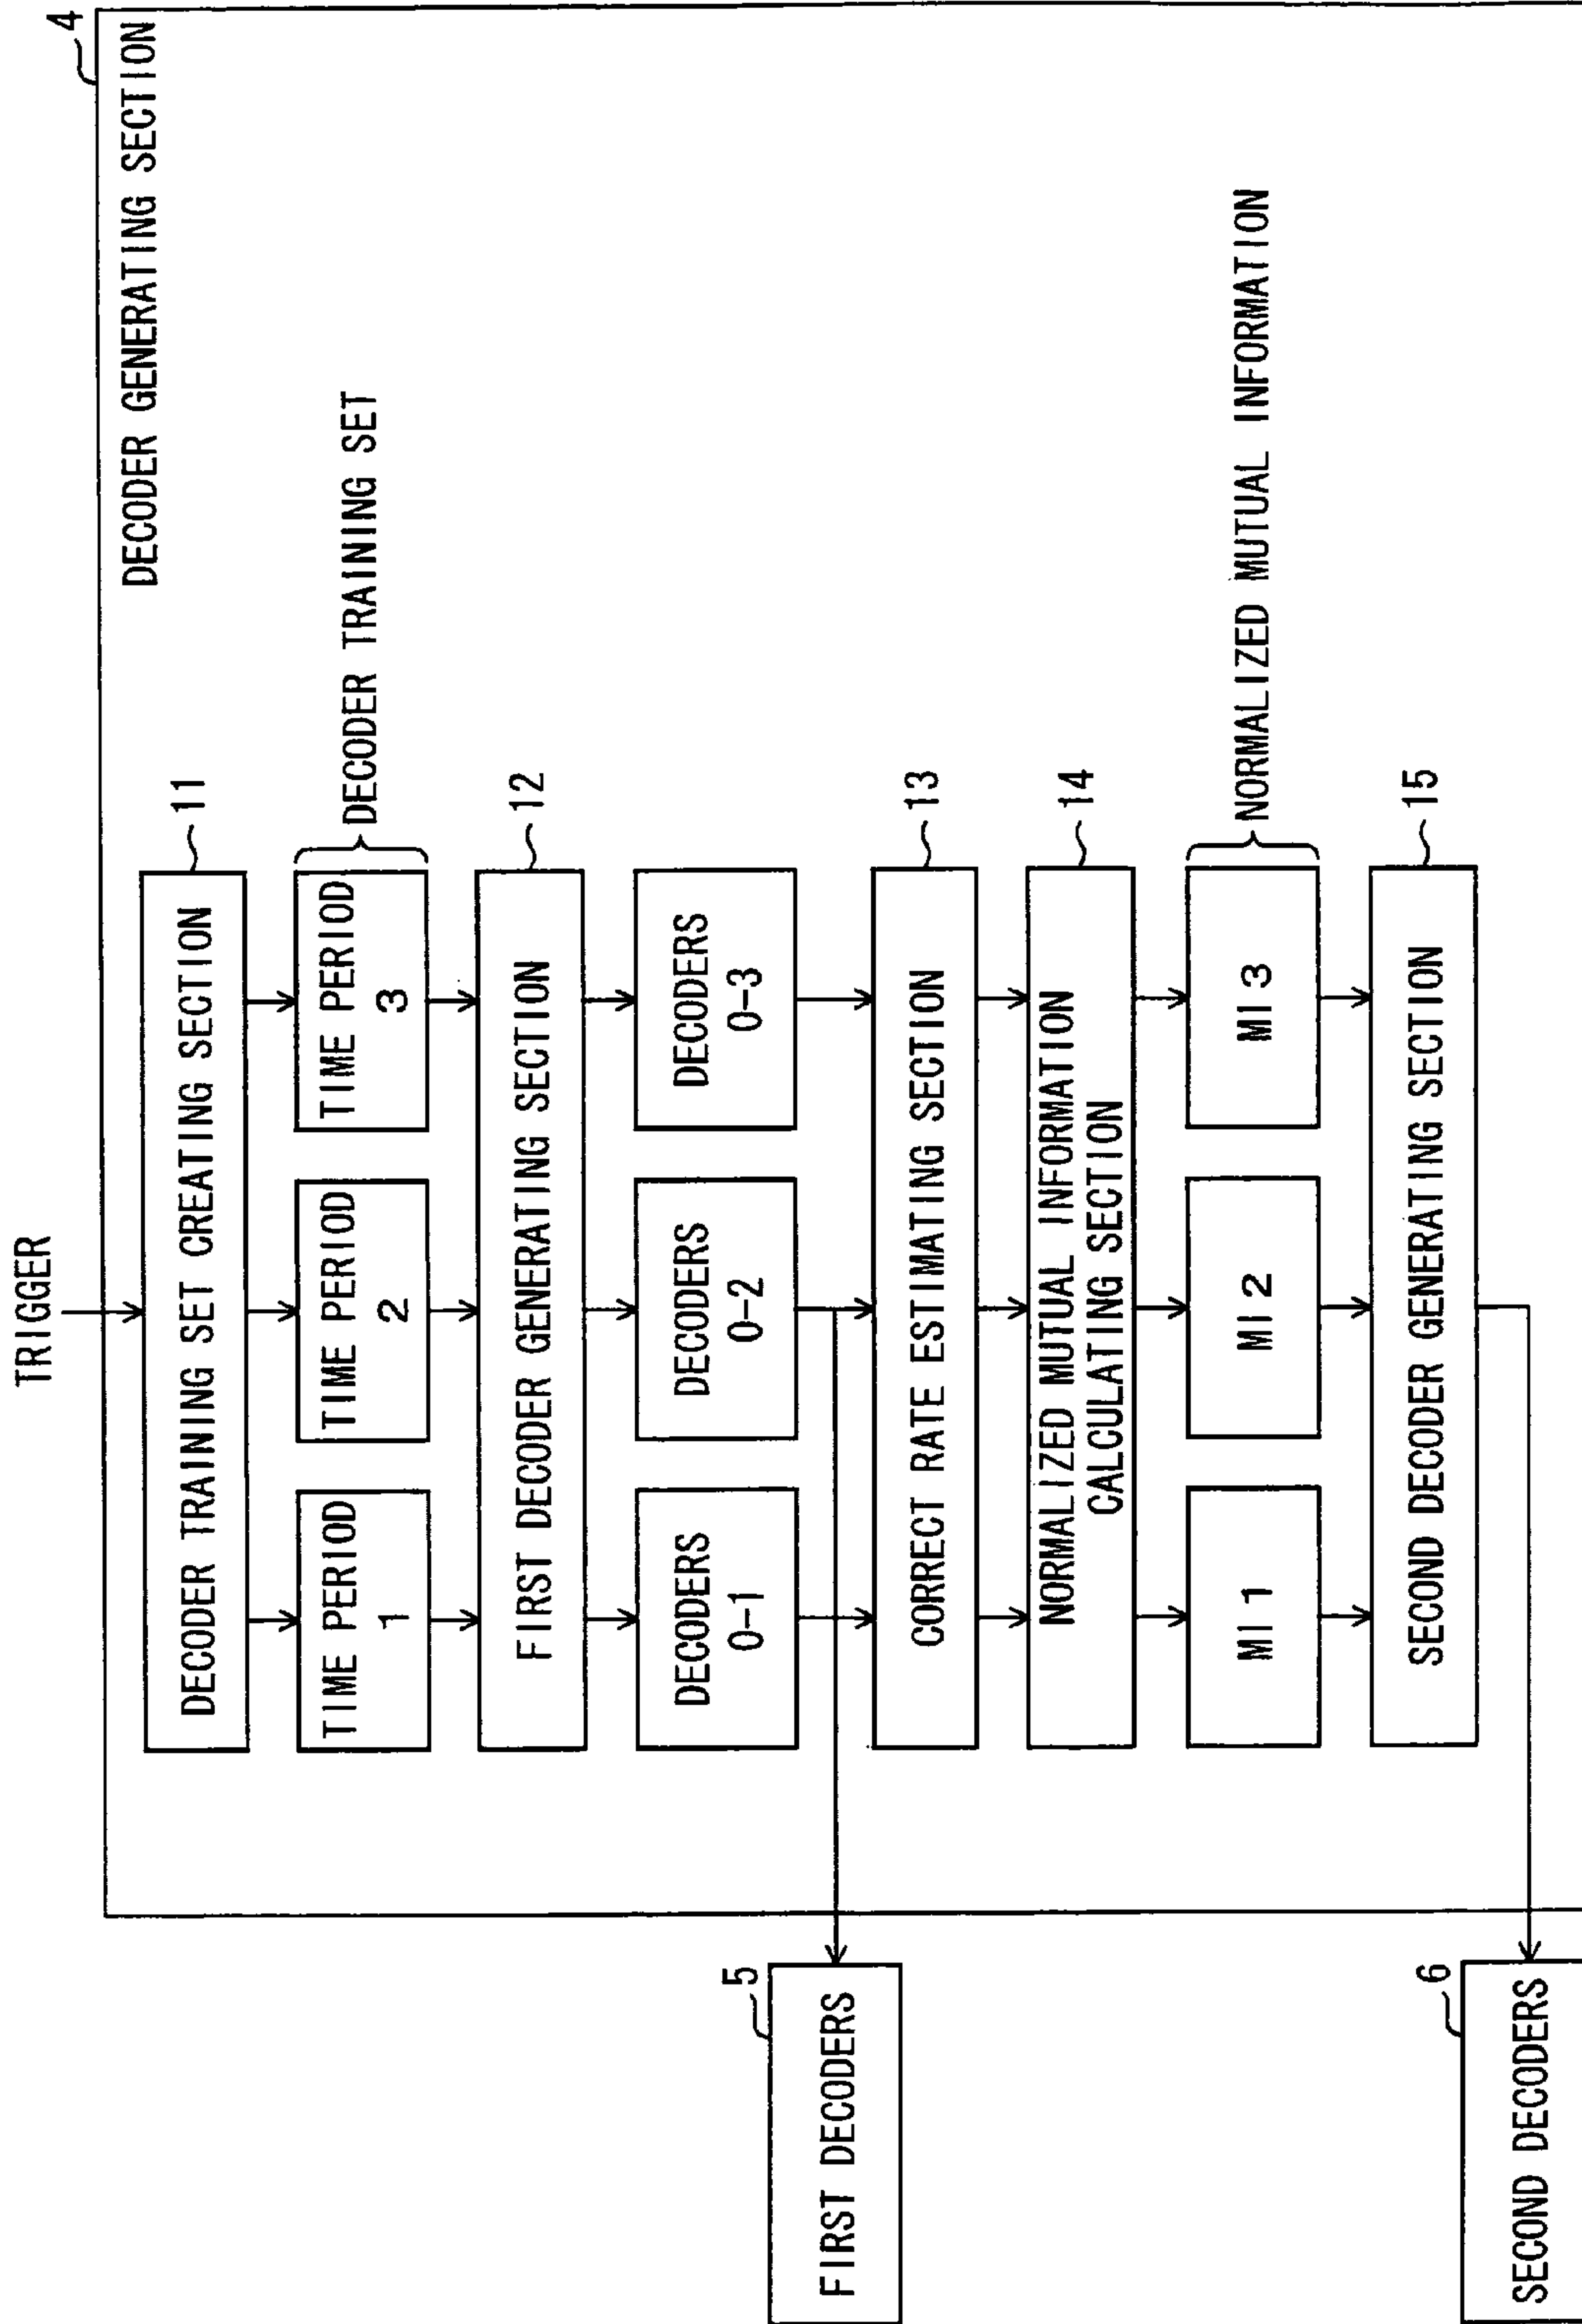 TRIGGER
4
DECODER GENERATING SECTION
DECODER TRAINING SET CREATING SECTION
11
TIME PERIOD
1
TIME PERIOD
2
TIME PERIOD
3
DECODER TRAINING SET
FIRST DECODER GENERATING SECTION
12
DECODERS
0-1
DECODERS
0-2
DECODERS
0-3
5
FIRST DECODERS
CORRECT RATE ESTIMATING SECTION
13
NORMALIZED MUTUAL INFORMATION
CALCULATING SECTION
14
MI 1
MI 2
MI 3
NORMALIZED MUTUAL INFORMATION
SECOND DECODER GENERATING SECTION
15
6
SECOND DECODERS